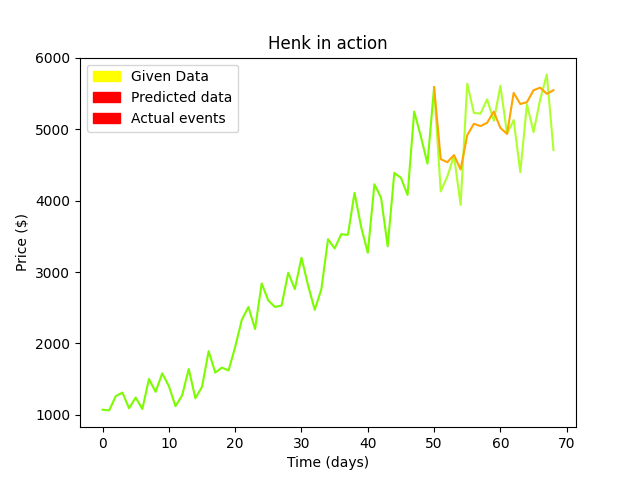 Henk in action
Given Data
Predicted data
Actual events
Price ($)
6000
5000
4000
3000
2000
1000
0 10 20 30 40 50 60 70
Time (days)